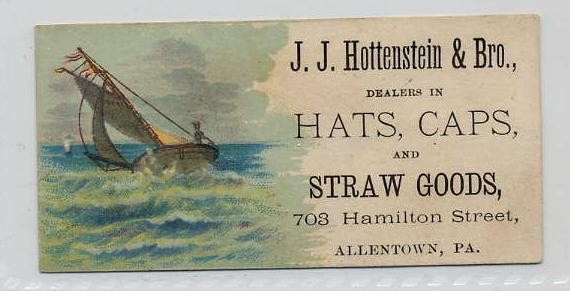 J. J. Hottenstein & Bro.,
DEALERS IN
HATS, CAPS,
AND
STRAW GOODS,
703 Hamilton Street,
ALLENTOWN, PA.